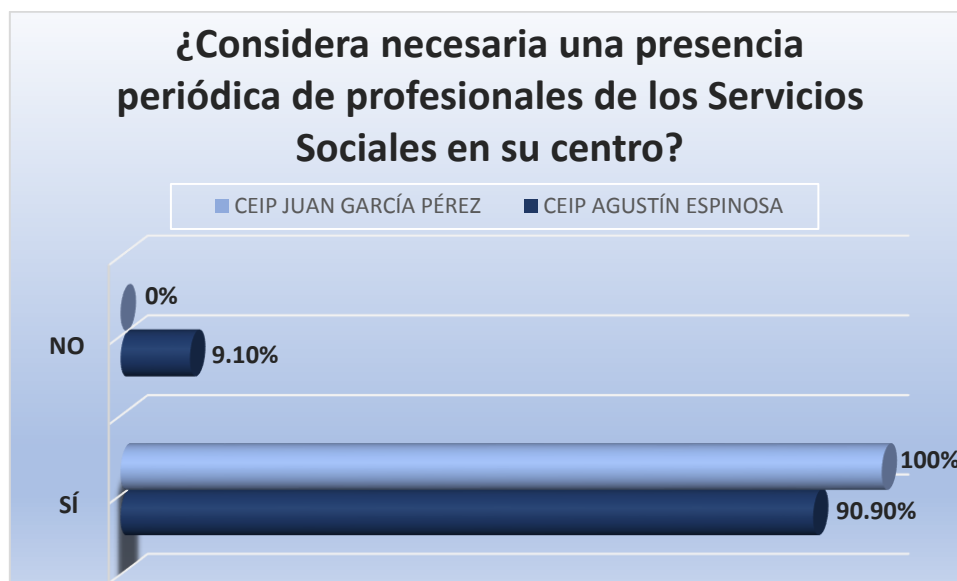 ¿Considera necesaria una presencia
periódica de profesionales de los Servicios
Sociales en su centro?
CEIP JUAN GARCÍA PÉREZ CEIP AGUSTÍN ESPINOSA
0%
NO
9.10%
100%
SÍ
90.90%